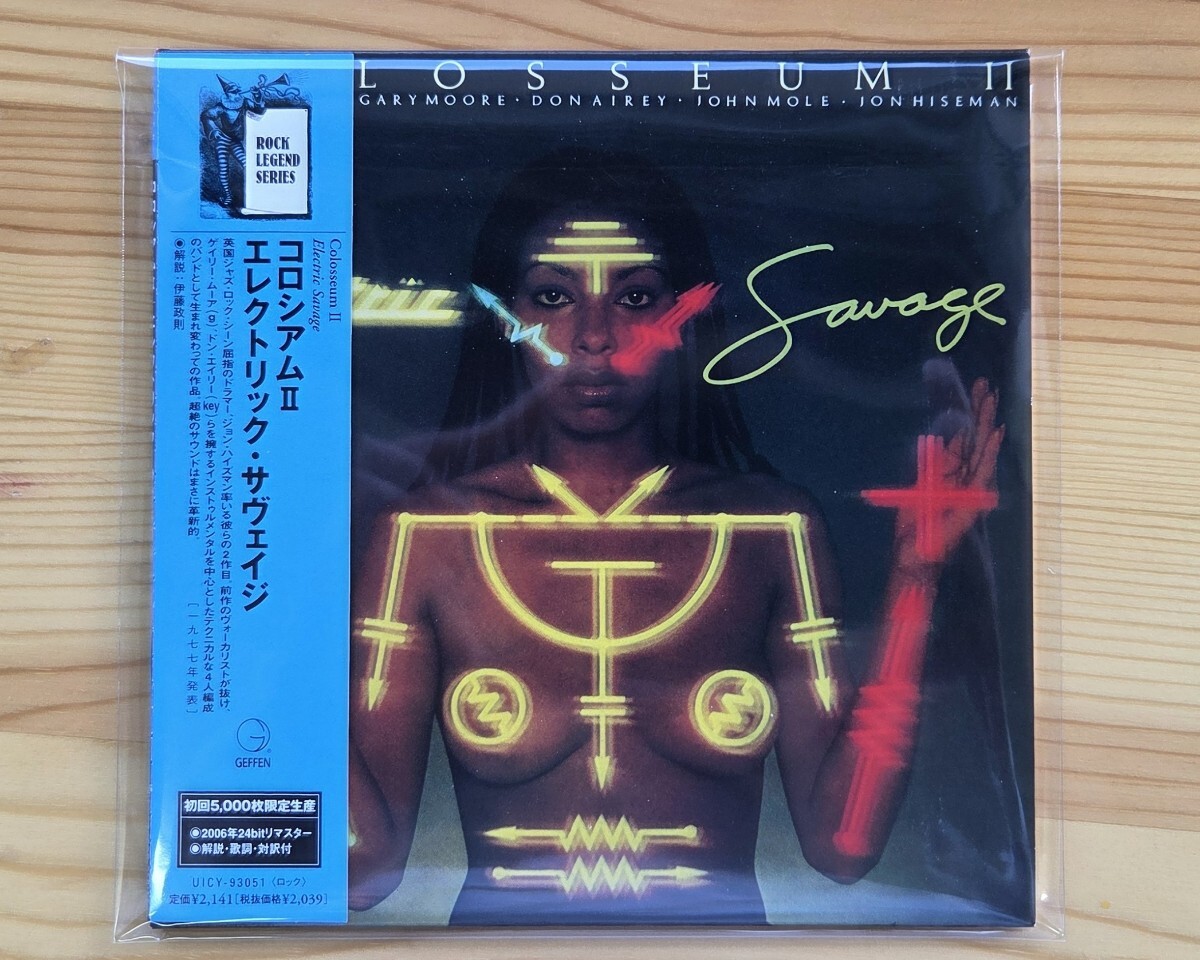 ROCK
LEGEND
SERIES
Colosseum II
Electric Savage
コロシアムⅡ
エレクトリック・サヴェイジ
英国ジャズ・ロック・シーン屈指のドラマー、ジョン・ハイズマン率いる彼らの2作目。前作のヴォーカリストが抜け、
ゲイリー・ムーア(g)、ドン・エイリー(key)らを擁するインストゥルメンタルを中心としたテクニカルな4人編成
のバンドとして生まれ変わっての作品。超絶のサウンドはまさに革新的。
[一九七七年発表]
◉解説：伊藤政則
GEFFEN
初回5,000枚限定生産
◉2006年24bitリマスター
◉解説・歌詞・対訳付
UICY-93051〈ロック〉
定価¥2,141[税抜価格¥2,039]
LOSSEUM II
GARY MOORE · DON AIREY · JOHN MOLE · JON HISEMAN
Savage